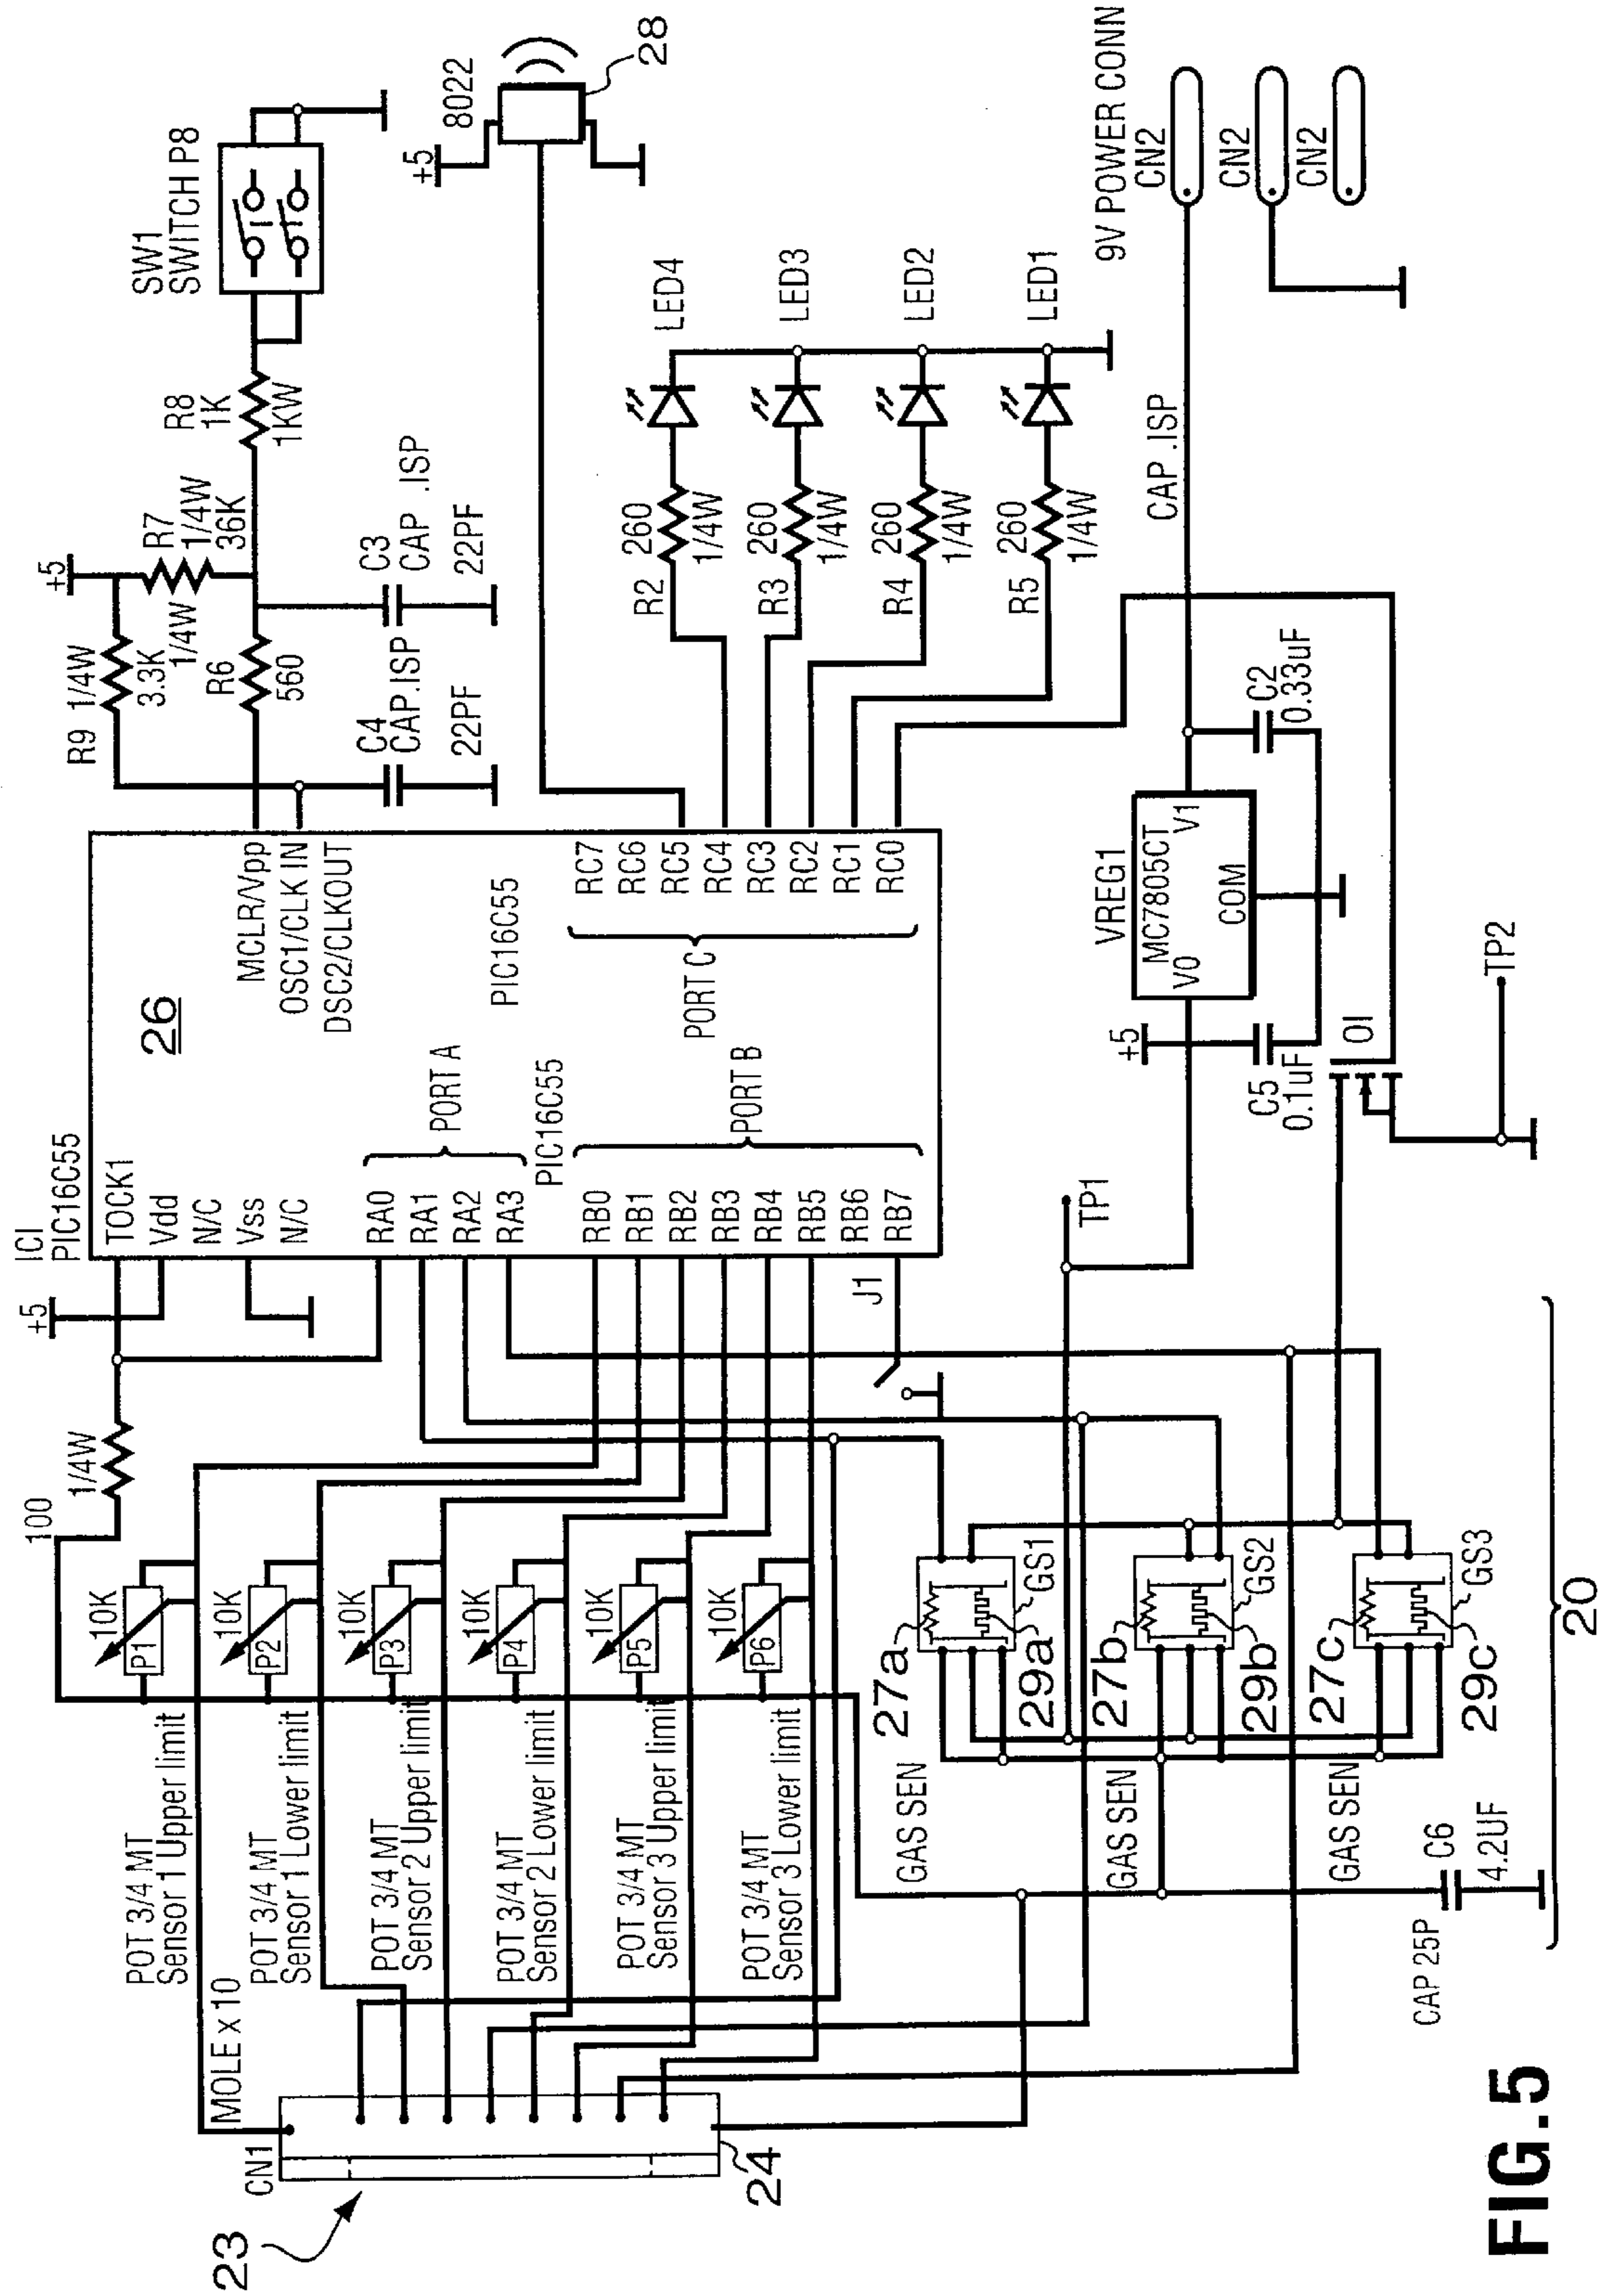 ICI
PIC16C55
26
TOCK1
Vdd
N/C
Vss
N/C
RA0
RA1
RA2
RA3
PORT A
PIC16C55
RB0
RB1
RB2
RB3
RB4
RB5
RB6
RB7
PORT B
MCLR/Vpp
OSC1/CLK IN
DSC2/CLKOUT
PIC16C55
RC7
RC6
RC5
RC4
RC3
RC2
RC1
RC0
PORT C
+5
100
1/4W
10K
P1
10K
P2
10K
P3
10K
P4
10K
P5
10K
P6
POT 3/4 MT
Sensor 1 Upper limit
POT 3/4 MT
Sensor 1 Lower limit
POT 3/4 MT
Sensor 2 Upper limit
POT 3/4 MT
Sensor 2 Lower limit
POT 3/4 MT
Sensor 3 Upper limit
POT 3/4 MT
Sensor 3 Lower limit
MOLE x 10
CN1
23
24
J1
R9 1/4W
3.3K
+5
R7
1/4W
36K
1/4W
R6
560
R8
1K
1KW
SW1
SWITCH P8
C4
CAP.ISP
22PF
C3
CAP .ISP
22PF
+5
8022
28
R2
260
1/4W
LED4
R3
260
1/4W
LED3
R4
260
1/4W
LED2
R5
260
1/4W
LED1
9V POWER CONN
CN2
CN2
CN2
CAP .ISP
VREG1
MC7805CT
V0
V1
COM
C2
0.33uF
+5
C5
0.1uF
OI
TP2
TP1
GAS SEN
27a
29a
GS1
GAS SEN
27b
29b
GS2
GAS SEN
27c
29c
GS3
CAP 25P
C6
4.2UF
20
FIG.5